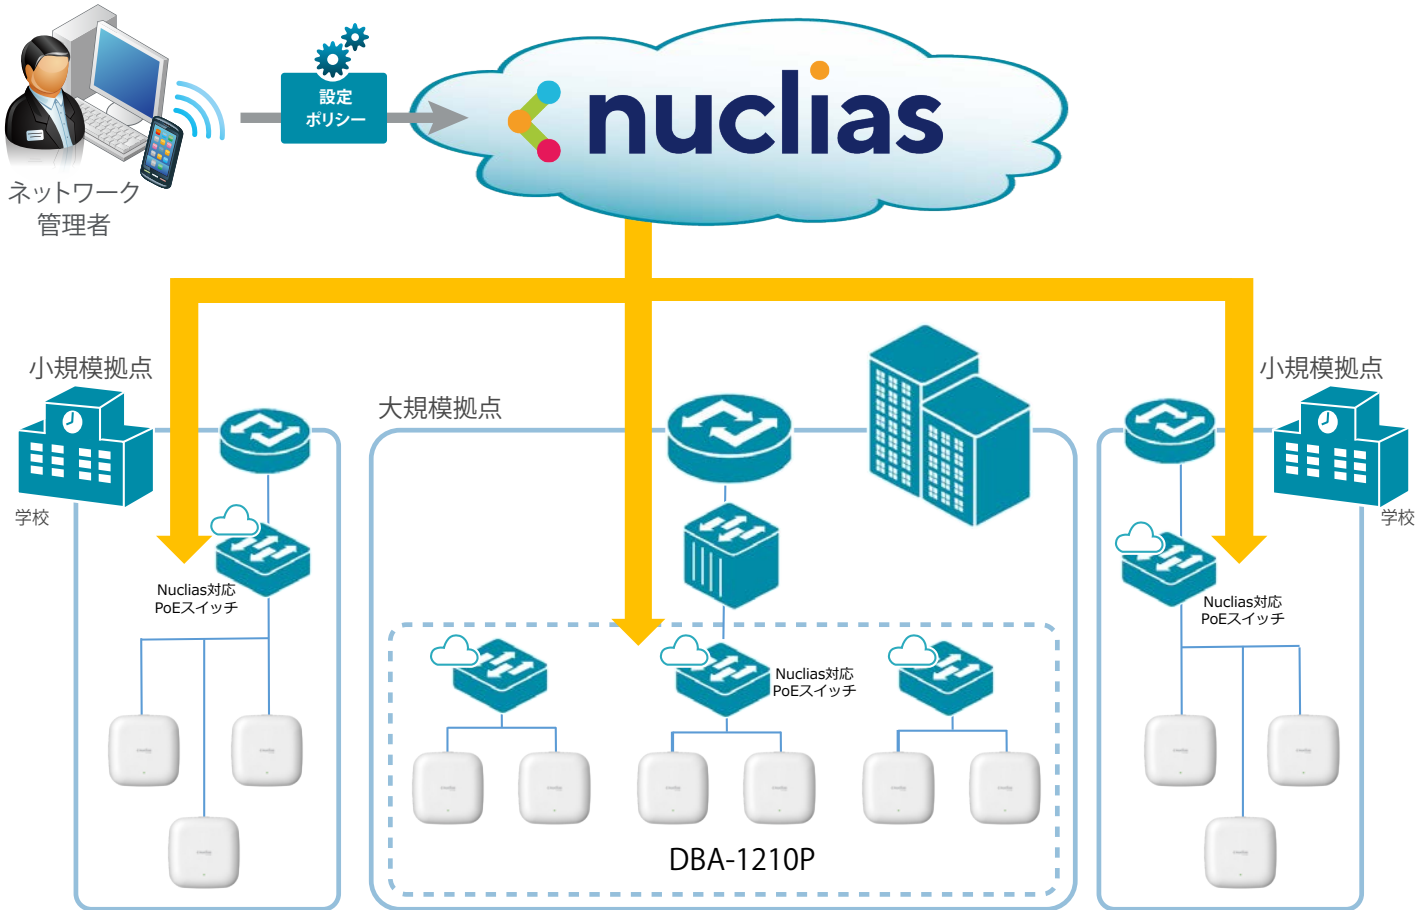 設定
ポリシー
nuclias
ネットワーク
管理者
小規模拠点
学校
Nuclias対応
PoEスイッチ
大規模拠点
Nuclias対応
PoEスイッチ
DBA-1210P
小規模拠点
学校
Nuclias対応
PoEスイッチ